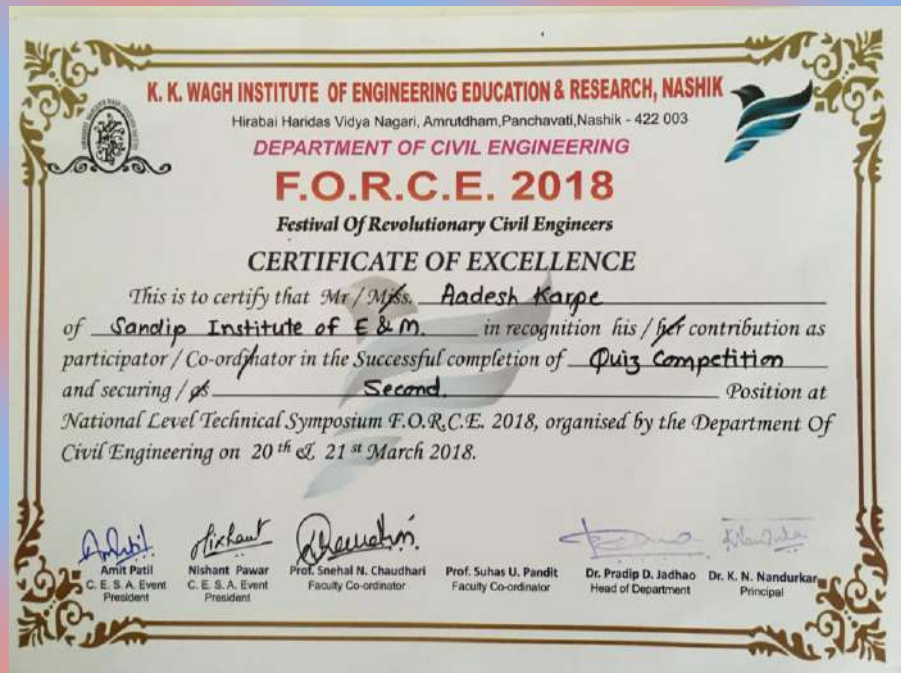 K. K. WAGH INSTITUTE OF ENGINEERING EDUCATION & RESEARCH, NASHIK
Hirabai Haridas Vidya Nagari, Amrutdham,Panchavati,Nashik - 422 003
DEPARTMENT OF CIVIL ENGINEERING
F.O.R.C.E. 2018
Festival Of Revolutionary Civil Engineers
CERTIFICATE OF EXCELLENCE
This is to certify that Mr / Miss. Aadesh Karpe
of Sandip Institute of E & M. in recognition his / her contribution as
participator / Co-ordinator in the Successful completion of Quiz Competition
and securing / as Second. Position at
National Level Technical Symposium F.O.R.C.E. 2018, organised by the Department Of
Civil Engineering on 20 th & 21 st March 2018.
Amit Patil Nishant Pawar Prof. Snehal N. Chaudhari Prof. Suhas U. Pandit Dr. Pradip D. Jadhao Dr. K. N. Nandurkar
C. E. S. A. Event C. E. S. A. Event Faculty Co-ordinator Faculty Co-ordinator Head of Department Principal
President President